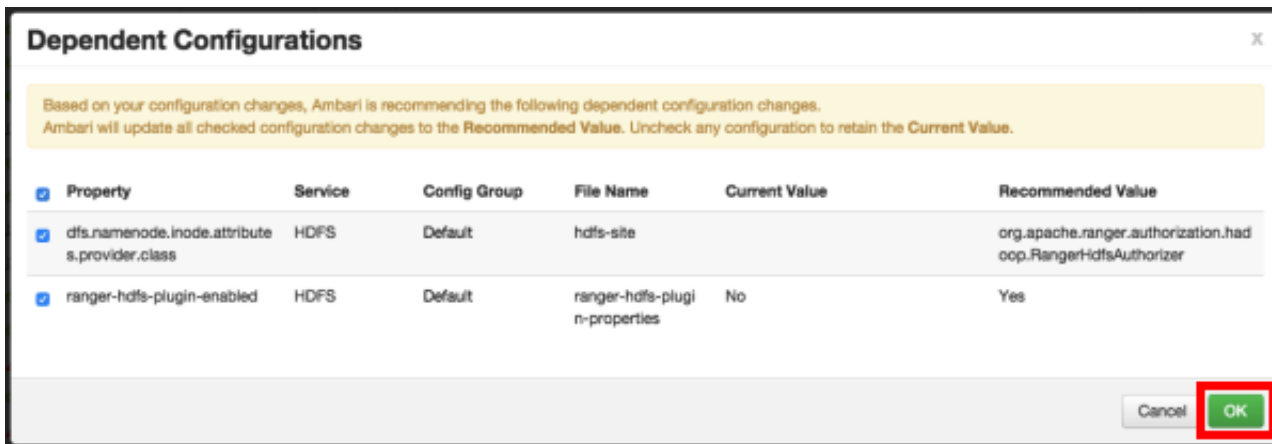 Dependent Configurations
X
Based on your configuration changes, Ambari is recommending the following dependent configuration changes.
Ambari will update all checked configuration changes to the Recommended Value. Uncheck any configuration to retain the Current Value.
Property Service Config Group File Name Current Value Recommended Value
dfs.namenode.inode.attribute HDFS Default hdfs-site org.apache.ranger.authorization.had
s.provider.class oop.RangerHdfsAuthorizer
ranger-hdfs-plugin-enabled HDFS Default ranger-hdfs-plugi No Yes
n-properties
Cancel OK